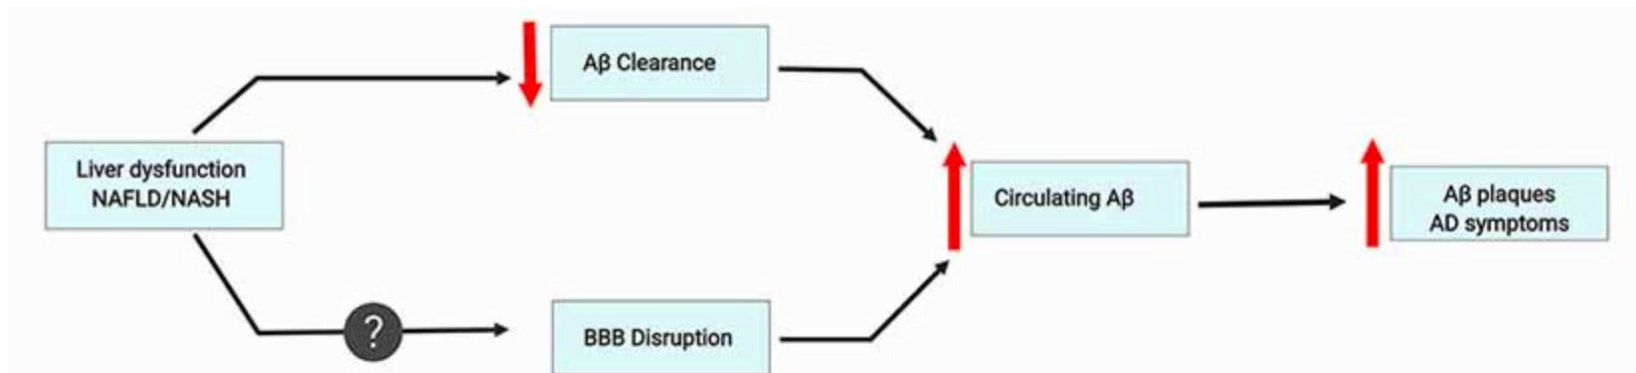 Aβ Clearance
Liver dysfunction
NAFLD/NASH
Circulating Aβ
Aβ plaques
AD symptoms
?
BBB Disruption